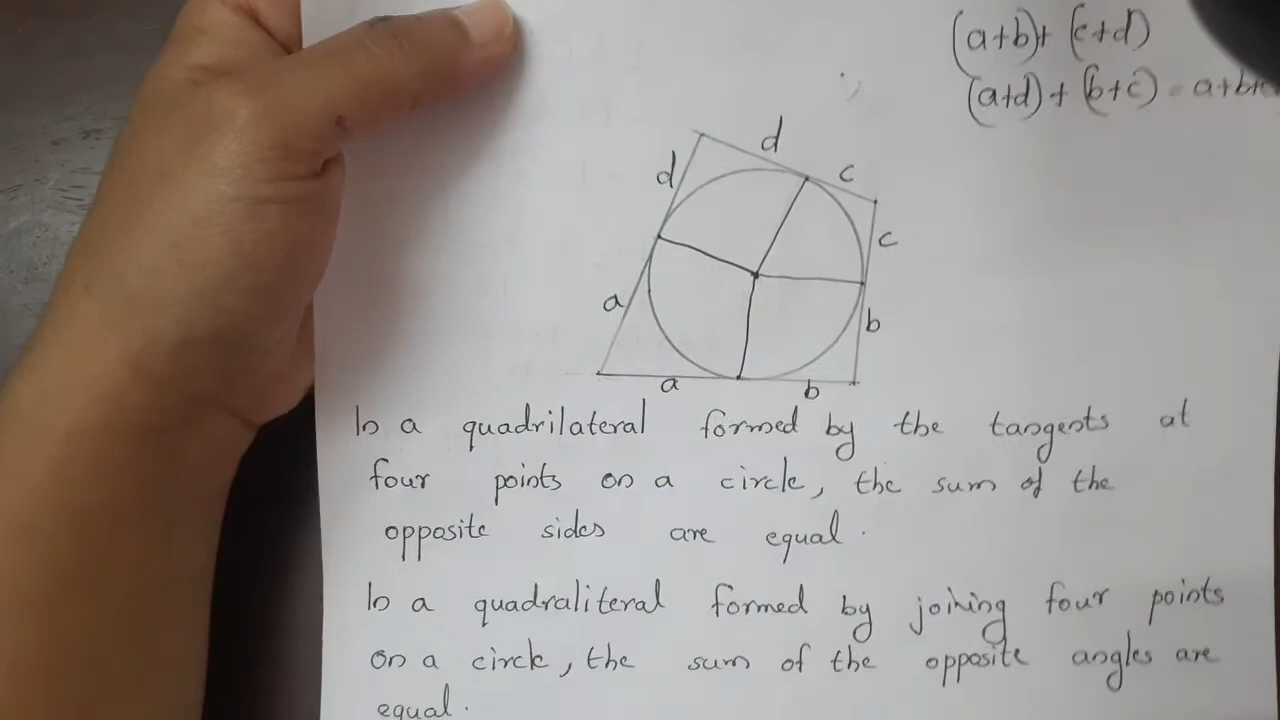 (a+b)+ (c+d)
(a+d) + (b+c) = a+b+c
d
d
c
c
a
b
a
b
In a quadrilateral formed by the tangents at
four points on a circle, the sum of the
opposite sides are equal.
In a quadraliteral formed by joining four points
on a circle, the sum of the opposite angles are
equal.